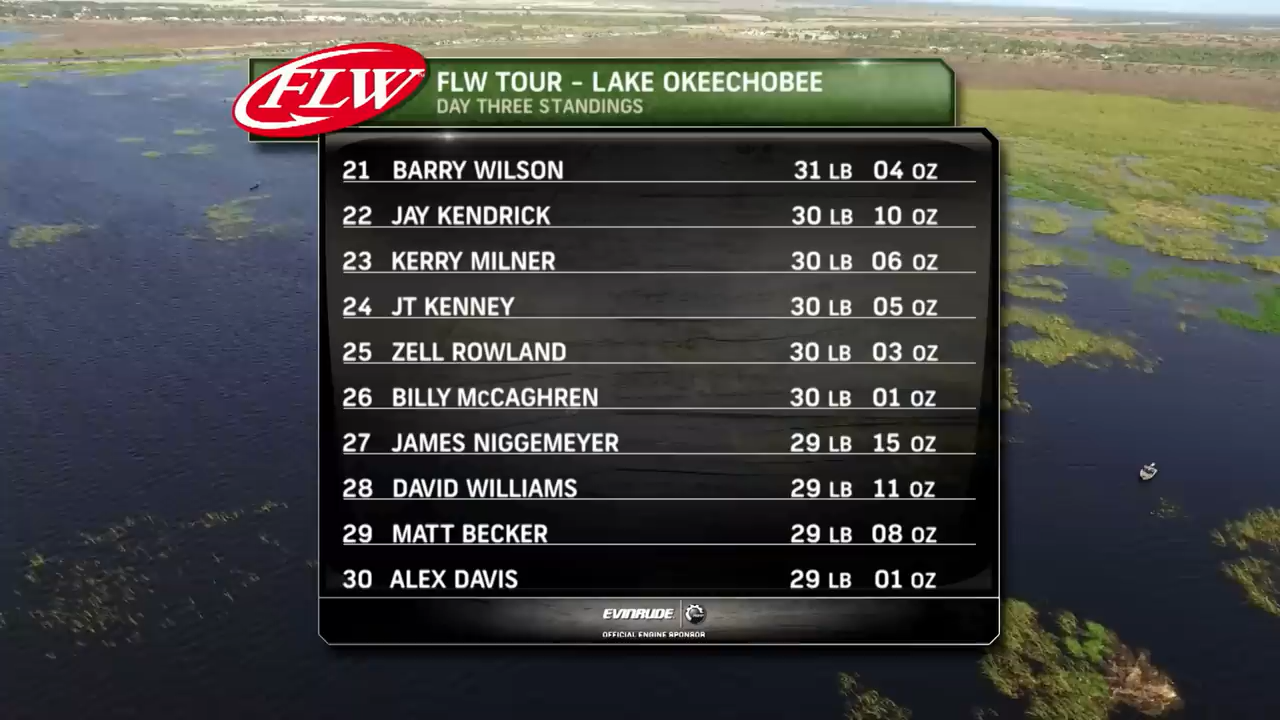 FLW
FLW TOUR - LAKE OKEECHOBEE
DAY THREE STANDINGS
21 BARRY WILSON 31 LB 04 OZ
22 JAY KENDRICK 30 LB 10 OZ
23 KERRY MILNER 30 LB 06 OZ
24 JT KENNEY 30 LB 05 OZ
25 ZELL ROWLAND 30 LB 03 OZ
26 BILLY McCAGHREN 30 LB 01 OZ
27 JAMES NIGGEMEYER 29 LB 15 OZ
28 DAVID WILLIAMS 29 LB 11 OZ
29 MATT BECKER 29 LB 08 OZ
30 ALEX DAVIS 29 LB 01 OZ
EVINRUDE
OFFICIAL ENGINE SPONSOR